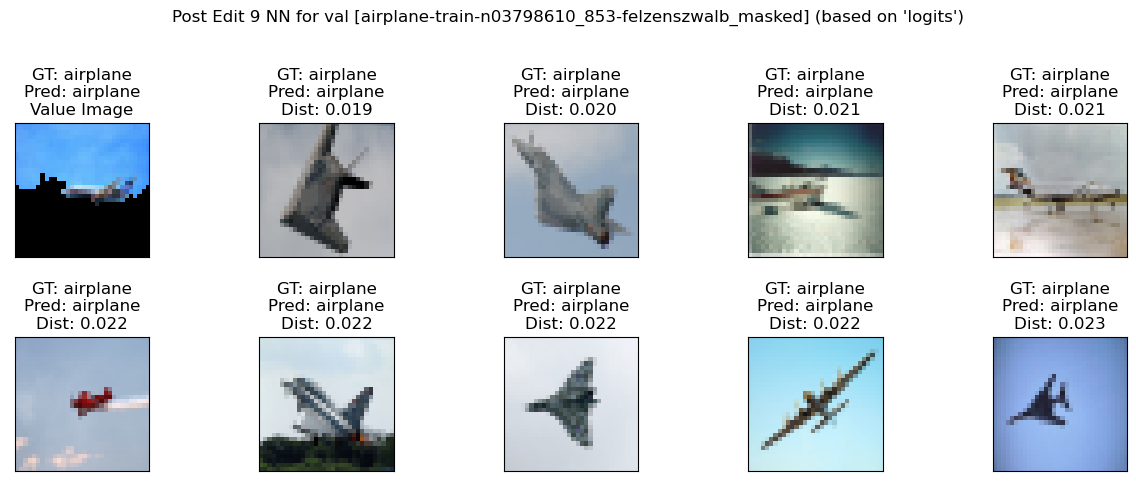 Post Edit 9 NN for val [airplane-train-n03798610_853-felzenszwalb_masked] (based on 'logits')
GT: airplane
Pred: airplane
Value Image
GT: airplane
Pred: airplane
Dist: 0.019
GT: airplane
Pred: airplane
Dist: 0.020
GT: airplane
Pred: airplane
Dist: 0.021
GT: airplane
Pred: airplane
Dist: 0.021
GT: airplane
Pred: airplane
Dist: 0.022
GT: airplane
Pred: airplane
Dist: 0.022
GT: airplane
Pred: airplane
Dist: 0.022
GT: airplane
Pred: airplane
Dist: 0.022
GT: airplane
Pred: airplane
Dist: 0.023